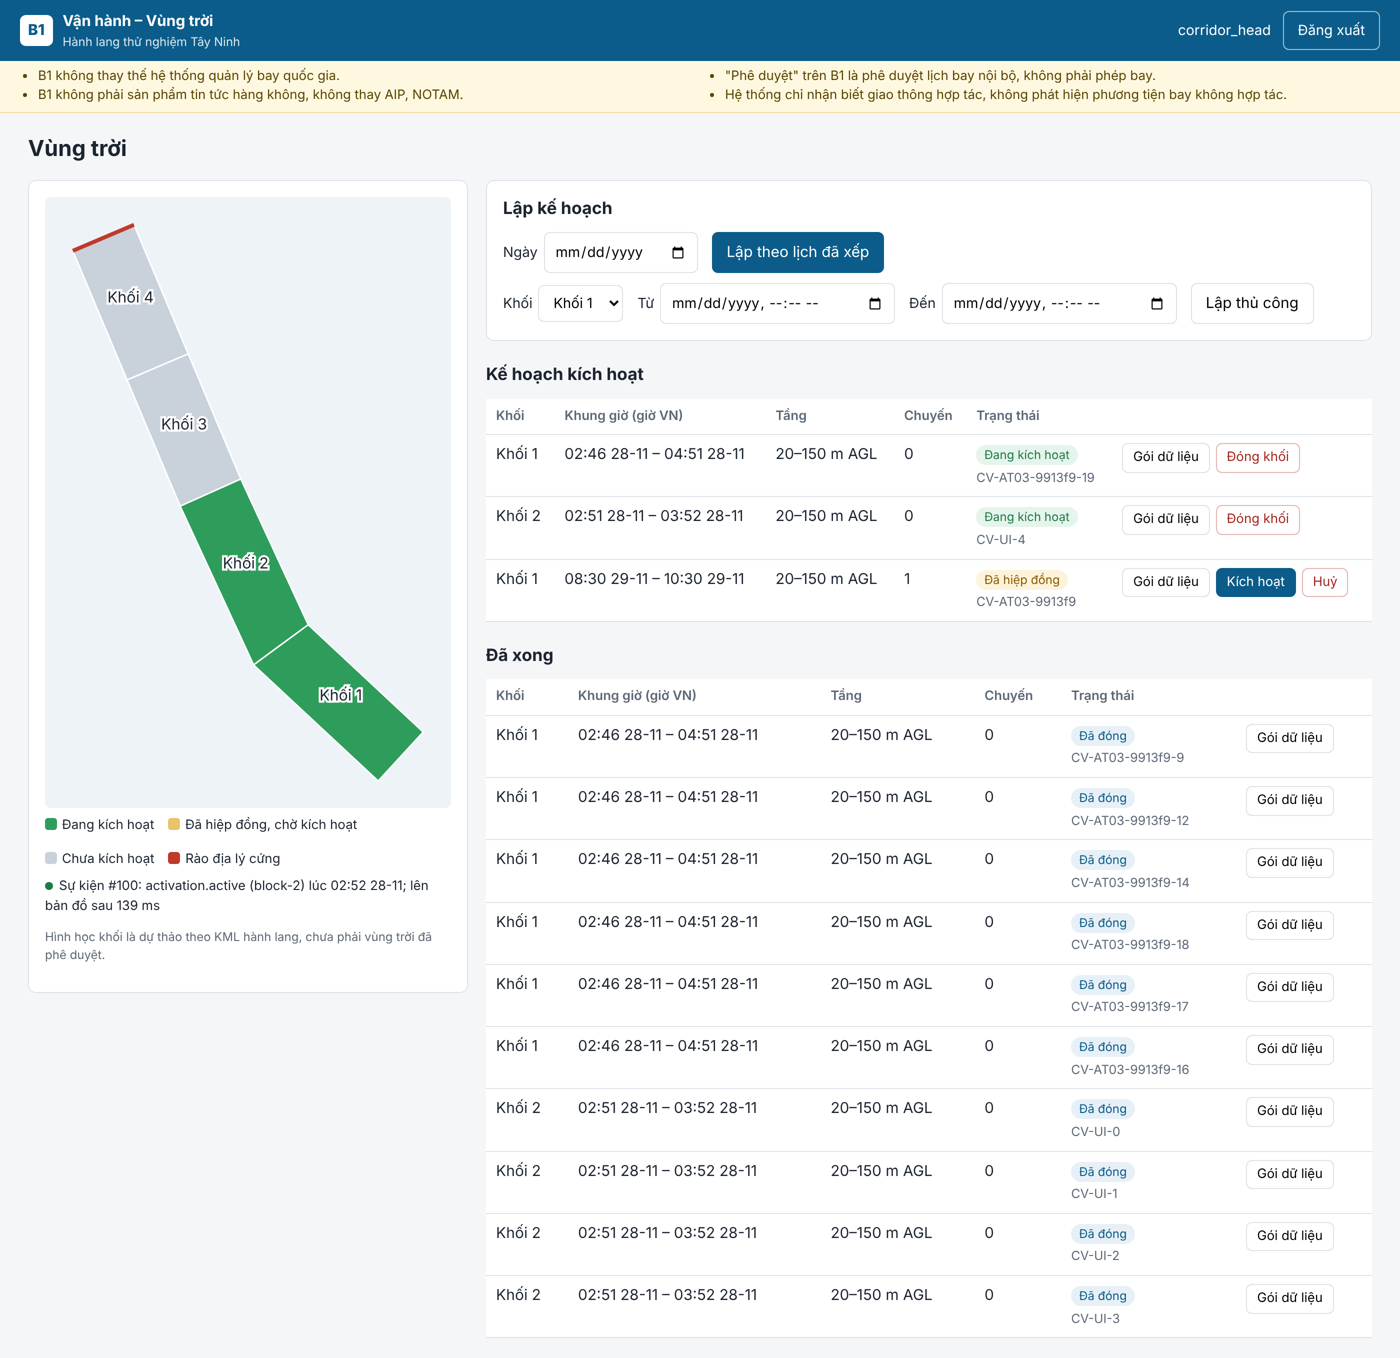 B1
Vận hành – Vùng trời
Hành lang thử nghiệm Tây Ninh
corridor_head
Đăng xuất
• B1 không thay thế hệ thống quản lý bay quốc gia.
• B1 không phải sản phẩm tin tức hàng không, không thay AIP, NOTAM.
• "Phê duyệt" trên B1 là phê duyệt lịch bay nội bộ, không phải phép bay.
• Hệ thống chỉ nhận biết giao thông hợp tác, không phát hiện phương tiện bay không hợp tác.
Vùng trời
Khối 4
Khối 3
Khối 2
Khối 1
Đang kích hoạt
Đã hiệp đồng, chờ kích hoạt
Chưa kích hoạt
Rào địa lý cứng
Sự kiện #100: activation.active (block-2) lúc 02:52 28-11; lên
bản đồ sau 139 ms
Hình học khối là dự thảo theo KML hành lang, chưa phải vùng trời đã
phê duyệt.
Lập kế hoạch
Ngày mm/dd/yyyy Lập theo lịch đã xếp
Khối Khối 1 Từ mm/dd/yyyy, --:-- -- Đến mm/dd/yyyy, --:-- -- Lập thủ công
Kế hoạch kích hoạt
Khối Khung giờ (giờ VN) Tầng Chuyến Trạng thái
Khối 1 02:46 28-11 – 04:51 28-11 20–150 m AGL 0 Đang kích hoạt Gói dữ liệu Đóng khối
CV-AT03-9913f9-19
Khối 2 02:51 28-11 – 03:52 28-11 20–150 m AGL 0 Đang kích hoạt Gói dữ liệu Đóng khối
CV-UI-4
Khối 1 08:30 29-11 – 10:30 29-11 20–150 m AGL 1 Đã hiệp đồng Gói dữ liệu Kích hoạt Huỷ
CV-AT03-9913f9
Đã xong
Khối Khung giờ (giờ VN) Tầng Chuyến Trạng thái
Khối 1 02:46 28-11 – 04:51 28-11 20–150 m AGL 0 Đã đóng Gói dữ liệu
CV-AT03-9913f9-9
Khối 1 02:46 28-11 – 04:51 28-11 20–150 m AGL 0 Đã đóng Gói dữ liệu
CV-AT03-9913f9-12
Khối 1 02:46 28-11 – 04:51 28-11 20–150 m AGL 0 Đã đóng Gói dữ liệu
CV-AT03-9913f9-14
Khối 1 02:46 28-11 – 04:51 28-11 20–150 m AGL 0 Đã đóng Gói dữ liệu
CV-AT03-9913f9-18
Khối 1 02:46 28-11 – 04:51 28-11 20–150 m AGL 0 Đã đóng Gói dữ liệu
CV-AT03-9913f9-17
Khối 1 02:46 28-11 – 04:51 28-11 20–150 m AGL 0 Đã đóng Gói dữ liệu
CV-AT03-9913f9-16
Khối 2 02:51 28-11 – 03:52 28-11 20–150 m AGL 0 Đã đóng Gói dữ liệu
CV-UI-0
Khối 2 02:51 28-11 – 03:52 28-11 20–150 m AGL 0 Đã đóng Gói dữ liệu
CV-UI-1
Khối 2 02:51 28-11 – 03:52 28-11 20–150 m AGL 0 Đã đóng Gói dữ liệu
CV-UI-2
Khối 2 02:51 28-11 – 03:52 28-11 20–150 m AGL 0 Đã đóng Gói dữ liệu
CV-UI-3